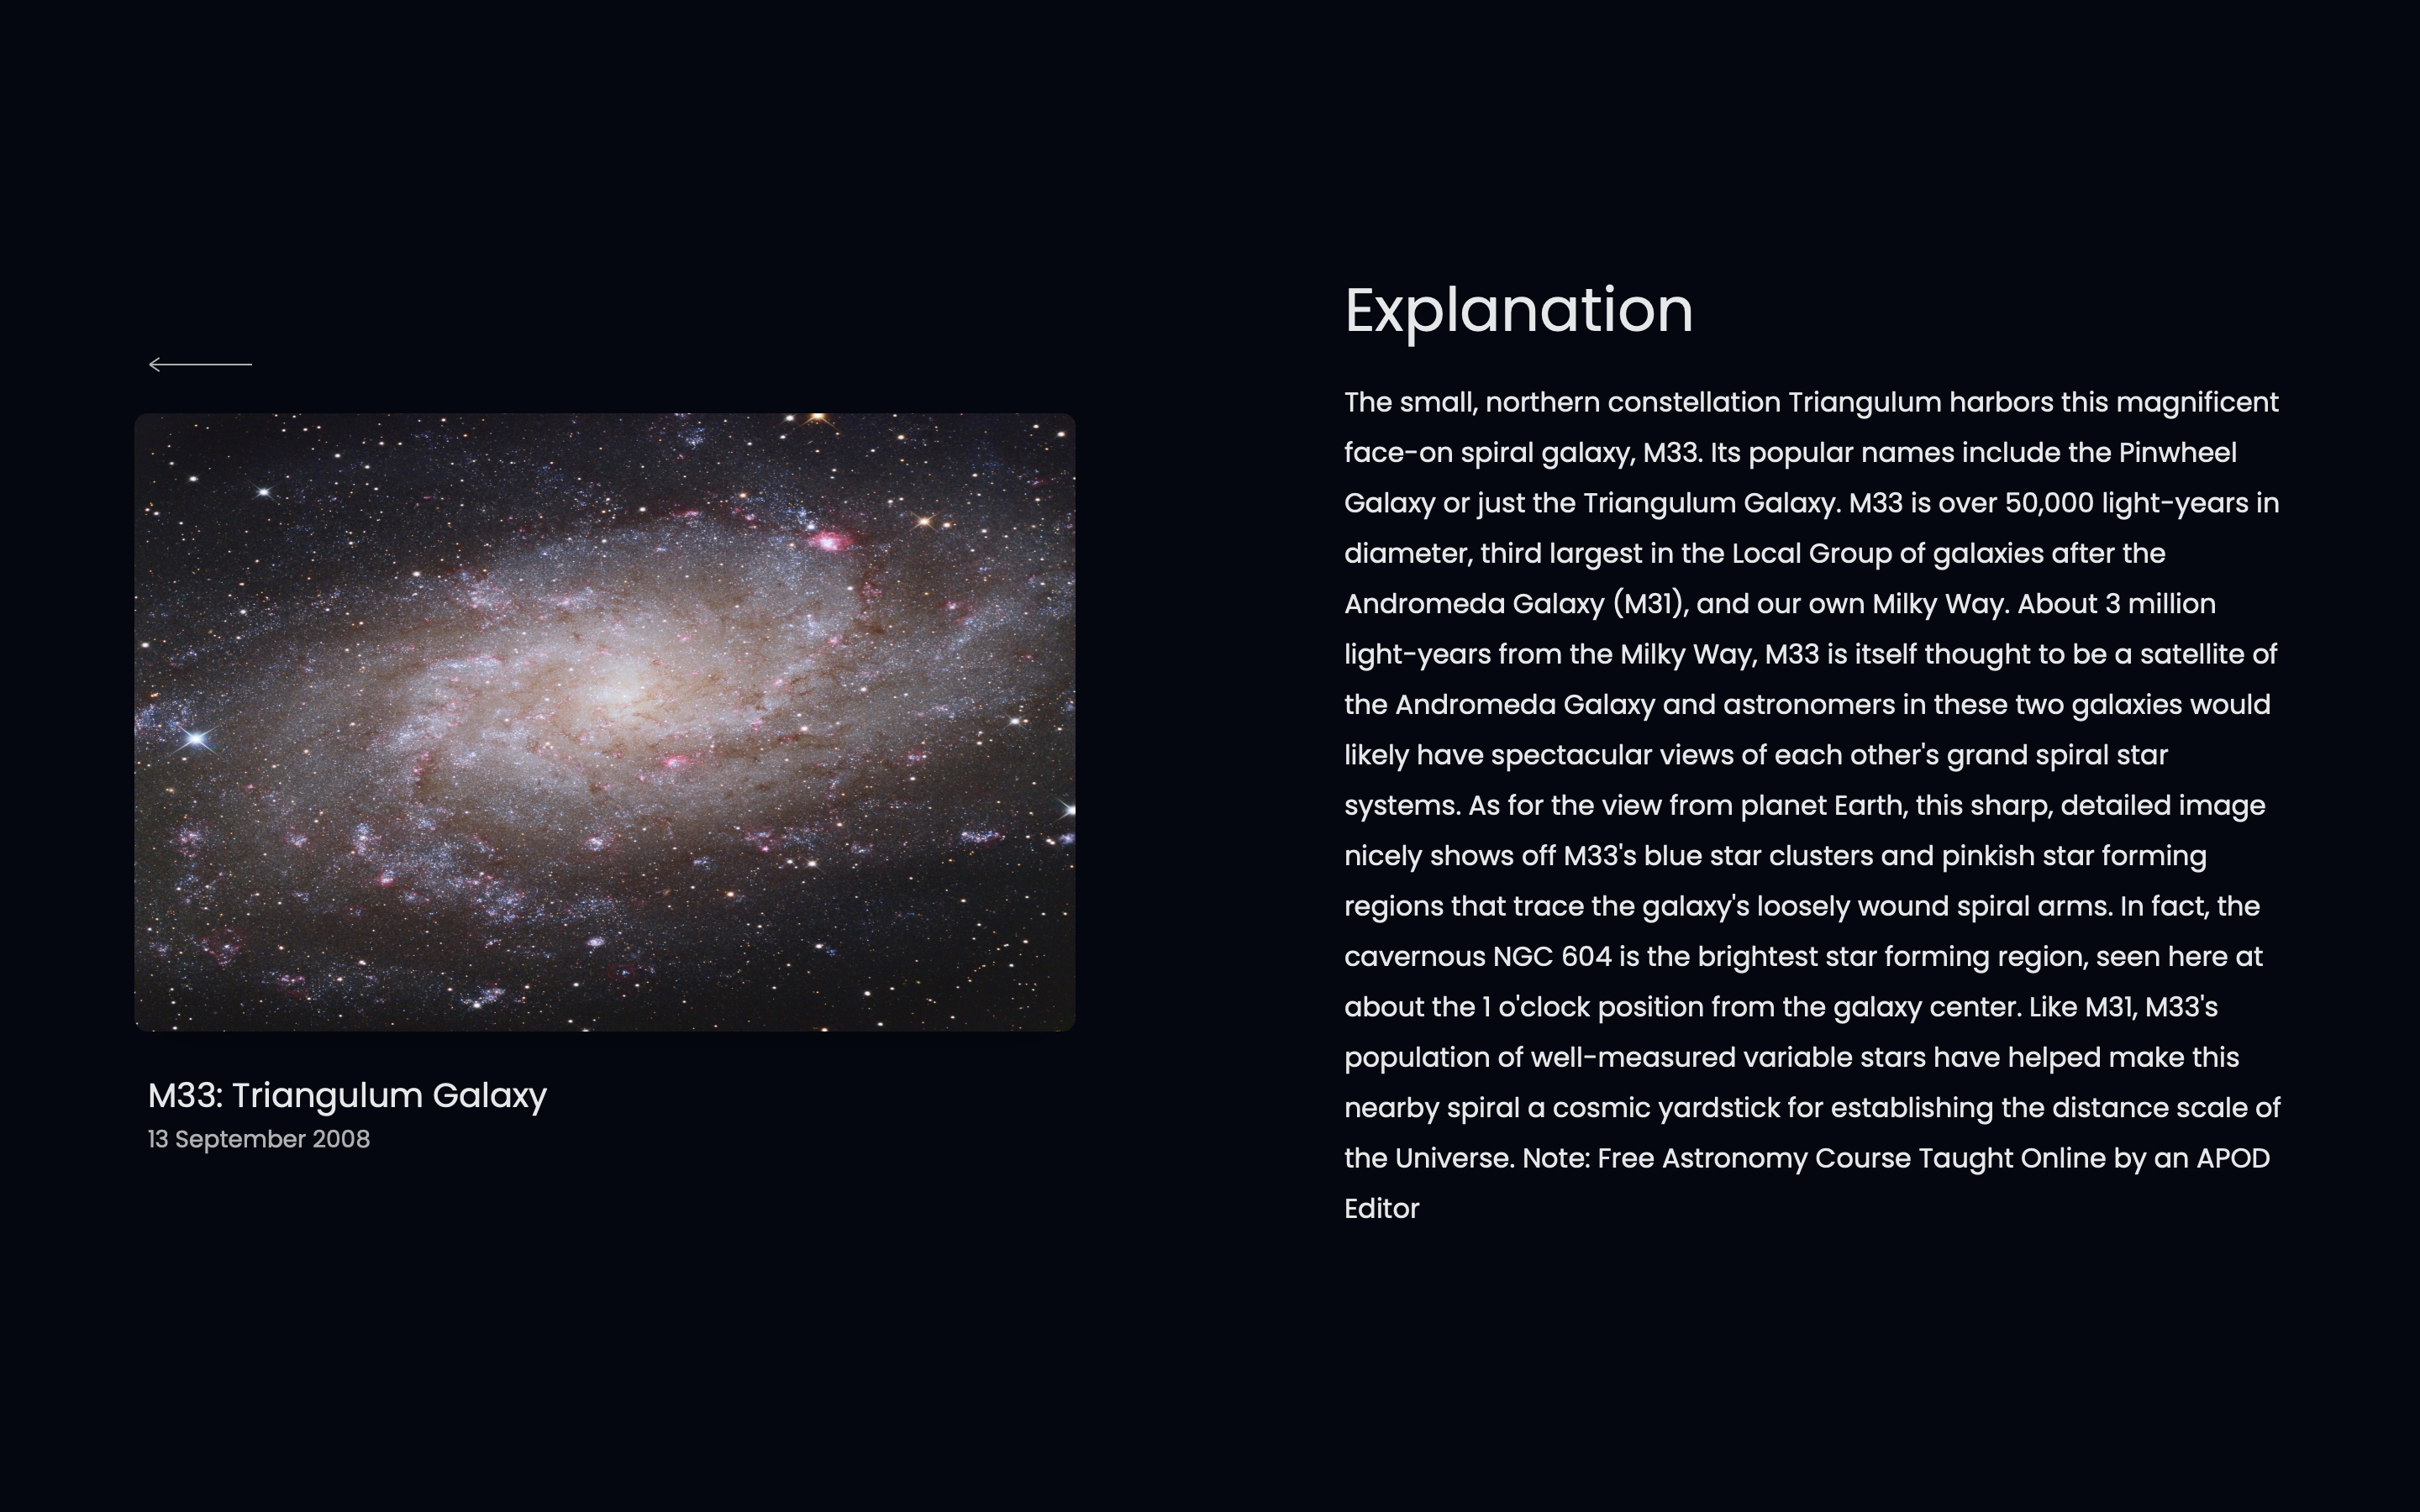 M33: Triangulum Galaxy
13 September 2008
Explanation
The small, northern constellation Triangulum harbors this magnificent
face-on spiral galaxy, M33. Its popular names include the Pinwheel
Galaxy or just the Triangulum Galaxy. M33 is over 50,000 light-years in
diameter, third largest in the Local Group of galaxies after the
Andromeda Galaxy (M31), and our own Milky Way. About 3 million
light-years from the Milky Way, M33 is itself thought to be a satellite of
the Andromeda Galaxy and astronomers in these two galaxies would
likely have spectacular views of each other's grand spiral star
systems. As for the view from planet Earth, this sharp, detailed image
nicely shows off M33's blue star clusters and pinkish star forming
regions that trace the galaxy's loosely wound spiral arms. In fact, the
cavernous NGC 604 is the brightest star forming region, seen here at
about the 1 o'clock position from the galaxy center. Like M31, M33's
population of well-measured variable stars have helped make this
nearby spiral a cosmic yardstick for establishing the distance scale of
the Universe. Note: Free Astronomy Course Taught Online by an APOD
Editor